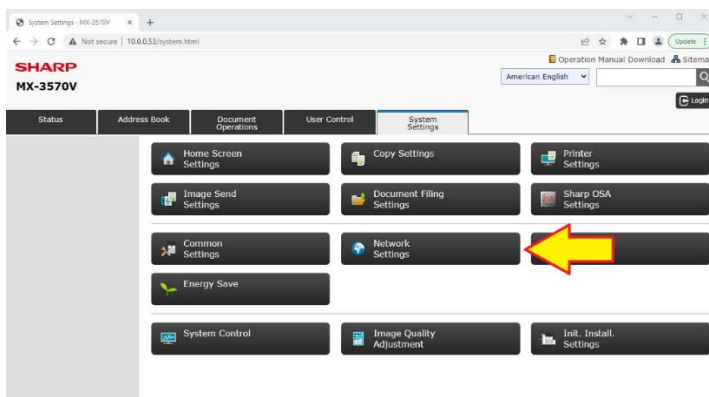 System Settings - MX-3570V
Not secure | 10.0.0.53/system.html
Update
SHARP
Operation Manual Download
Sitema
MX-3570V
American English
Login
Status
Address Book
Document
Operations
User Control
System
Settings
Home Screen
Settings
Copy Settings
Printer
Settings
Image Send
Settings
Document Filing
Settings
Sharp OSA
Settings
Common
Settings
Network
Settings
Energy Save
System Control
Image Quality
Adjustment
Init. Install.
Settings